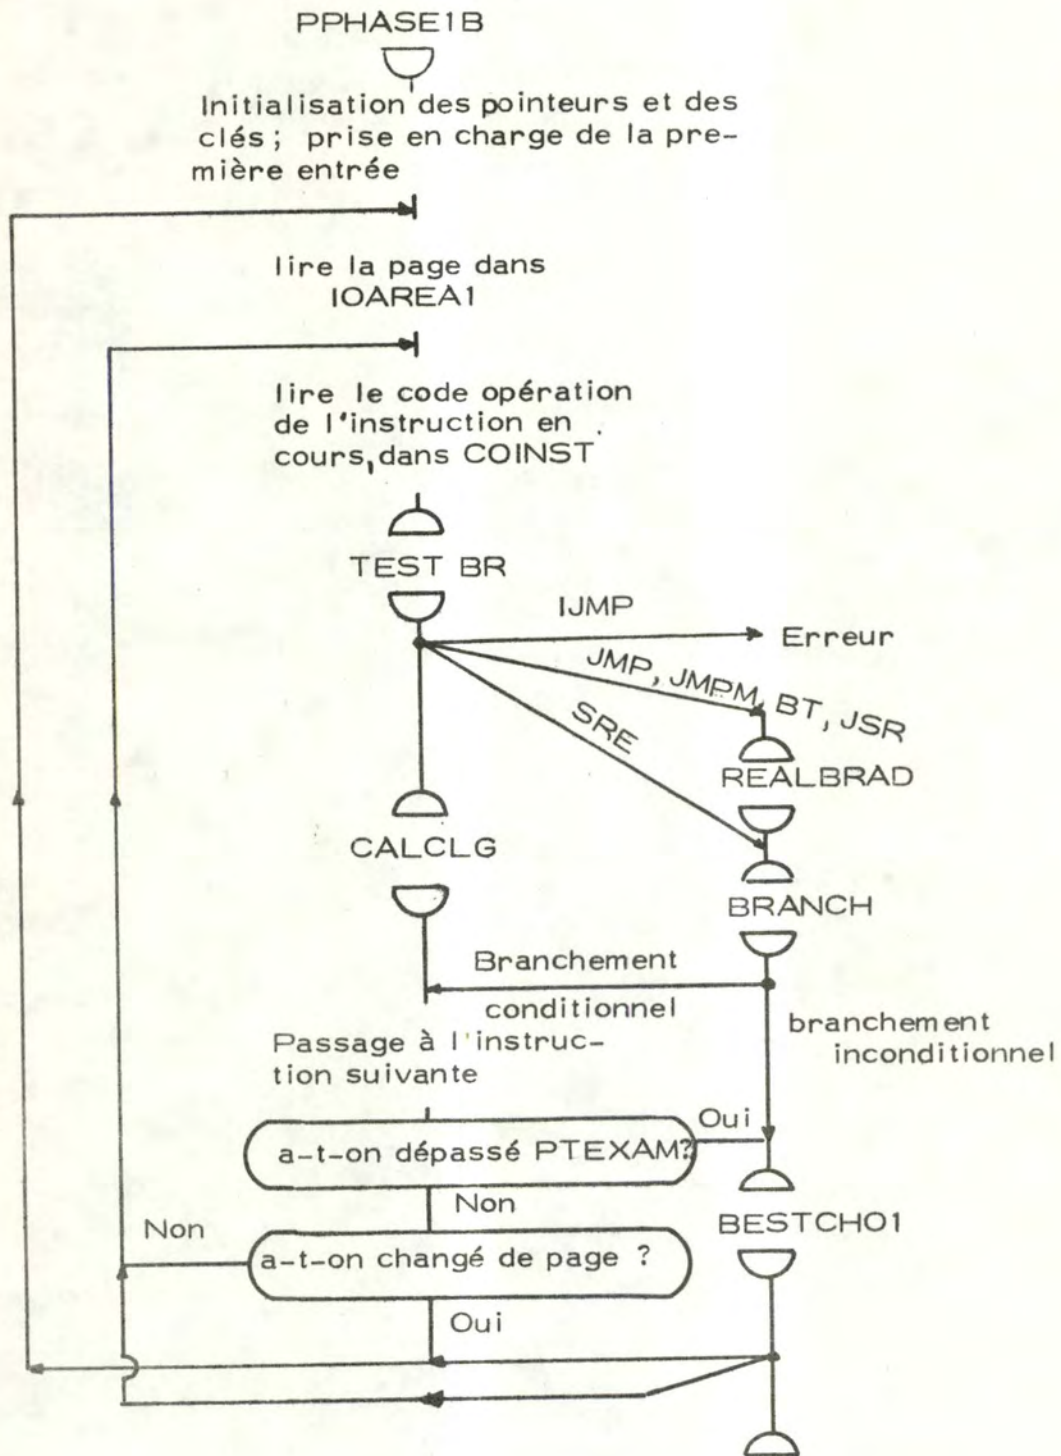 PPHASE1B
Initialisation des pointeurs et des
clés ; prise en charge de la pre-
mière entrée
lire la page dans
IOAREA1
lire le code opération
de l'instruction en
cours, dans COINST
TEST BR
IJMP
Erreur
JMP, JMPM, BT, JSR
SRE
REALBRAD
CALCLG
BRANCH
Branchement
conditionnel
branchement
inconditionnel
Passage à l'instruc-
tion suivante
Oui
a-t-on dépassé PTEXAM?
Non
BESTCHO1
Non
a-t-on changé de page ?
Oui